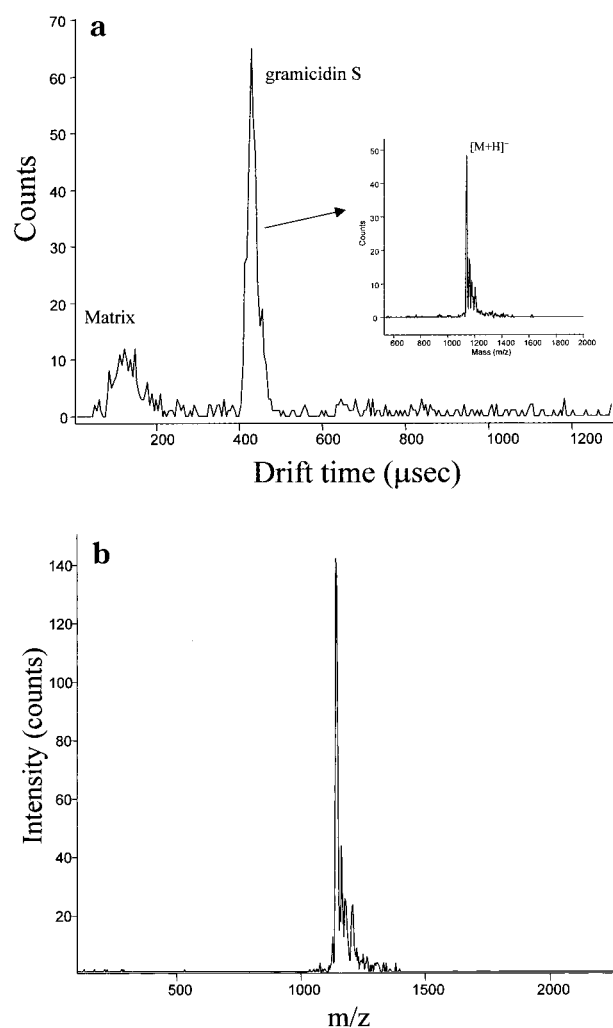 a
70
60
50
40
30
20
10
0
Counts
gramicidin S
Matrix
[M+H]⁻
50
40
30
20
10
0
Counts
600 800 1000 1200 1400 1600 1800 2000
Mass (m/z)
200 400 600 800 1000 1200
Drift time (μsec)
b
140
120
100
80
60
40
20
Intensity (counts)
500 1000 1500 2000
m/z